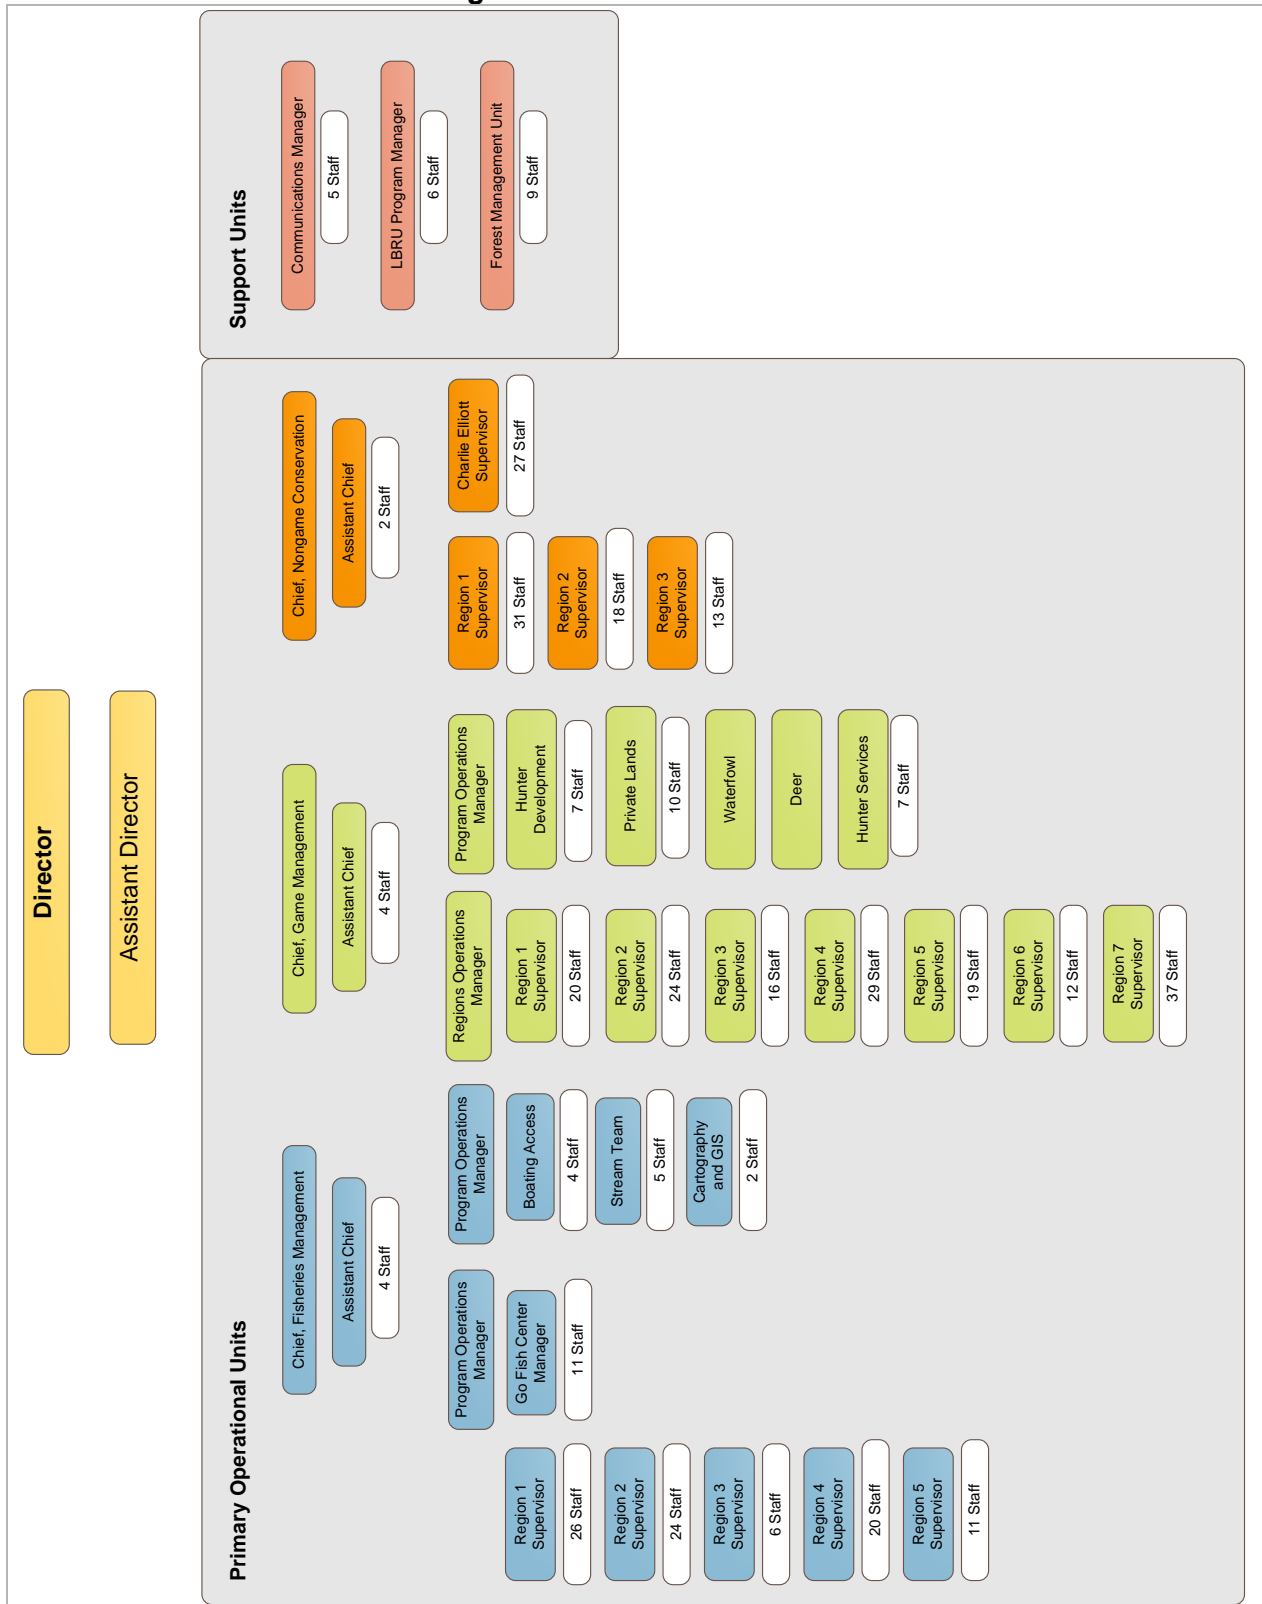 Director
Assistant Director
Primary Operational Units
Chief, Fisheries Management
Assistant Chief
4 Staff
Region 1
Supervisor
26 Staff
Region 2
Supervisor
24 Staff
Region 3
Supervisor
6 Staff
Region 4
Supervisor
20 Staff
Region 5
Supervisor
11 Staff
Program Operations
Manager
Go Fish Center
Manager
11 Staff
Program Operations
Manager
Boating Access
4 Staff
Stream Team
5 Staff
Cartography
and GIS
2 Staff
Chief, Game Management
Assistant Chief
4 Staff
Regions Operations
Manager
Region 1
Supervisor
20 Staff
Region 2
Supervisor
24 Staff
Region 3
Supervisor
16 Staff
Region 4
Supervisor
29 Staff
Region 5
Supervisor
19 Staff
Region 6
Supervisor
12 Staff
Region 7
Supervisor
37 Staff
Program Operations
Manager
Hunter
Development
7 Staff
Private Lands
10 Staff
Waterfowl
Deer
Hunter Services
7 Staff
Chief, Nongame Conservation
Assistant Chief
2 Staff
Region 1
Supervisor
31 Staff
Region 2
Supervisor
18 Staff
Region 3
Supervisor
13 Staff
Charlie Elliott
Supervisor
27 Staff
Support Units
Communications Manager
5 Staff
LBRU Program Manager
6 Staff
Forest Management Unit
9 Staff